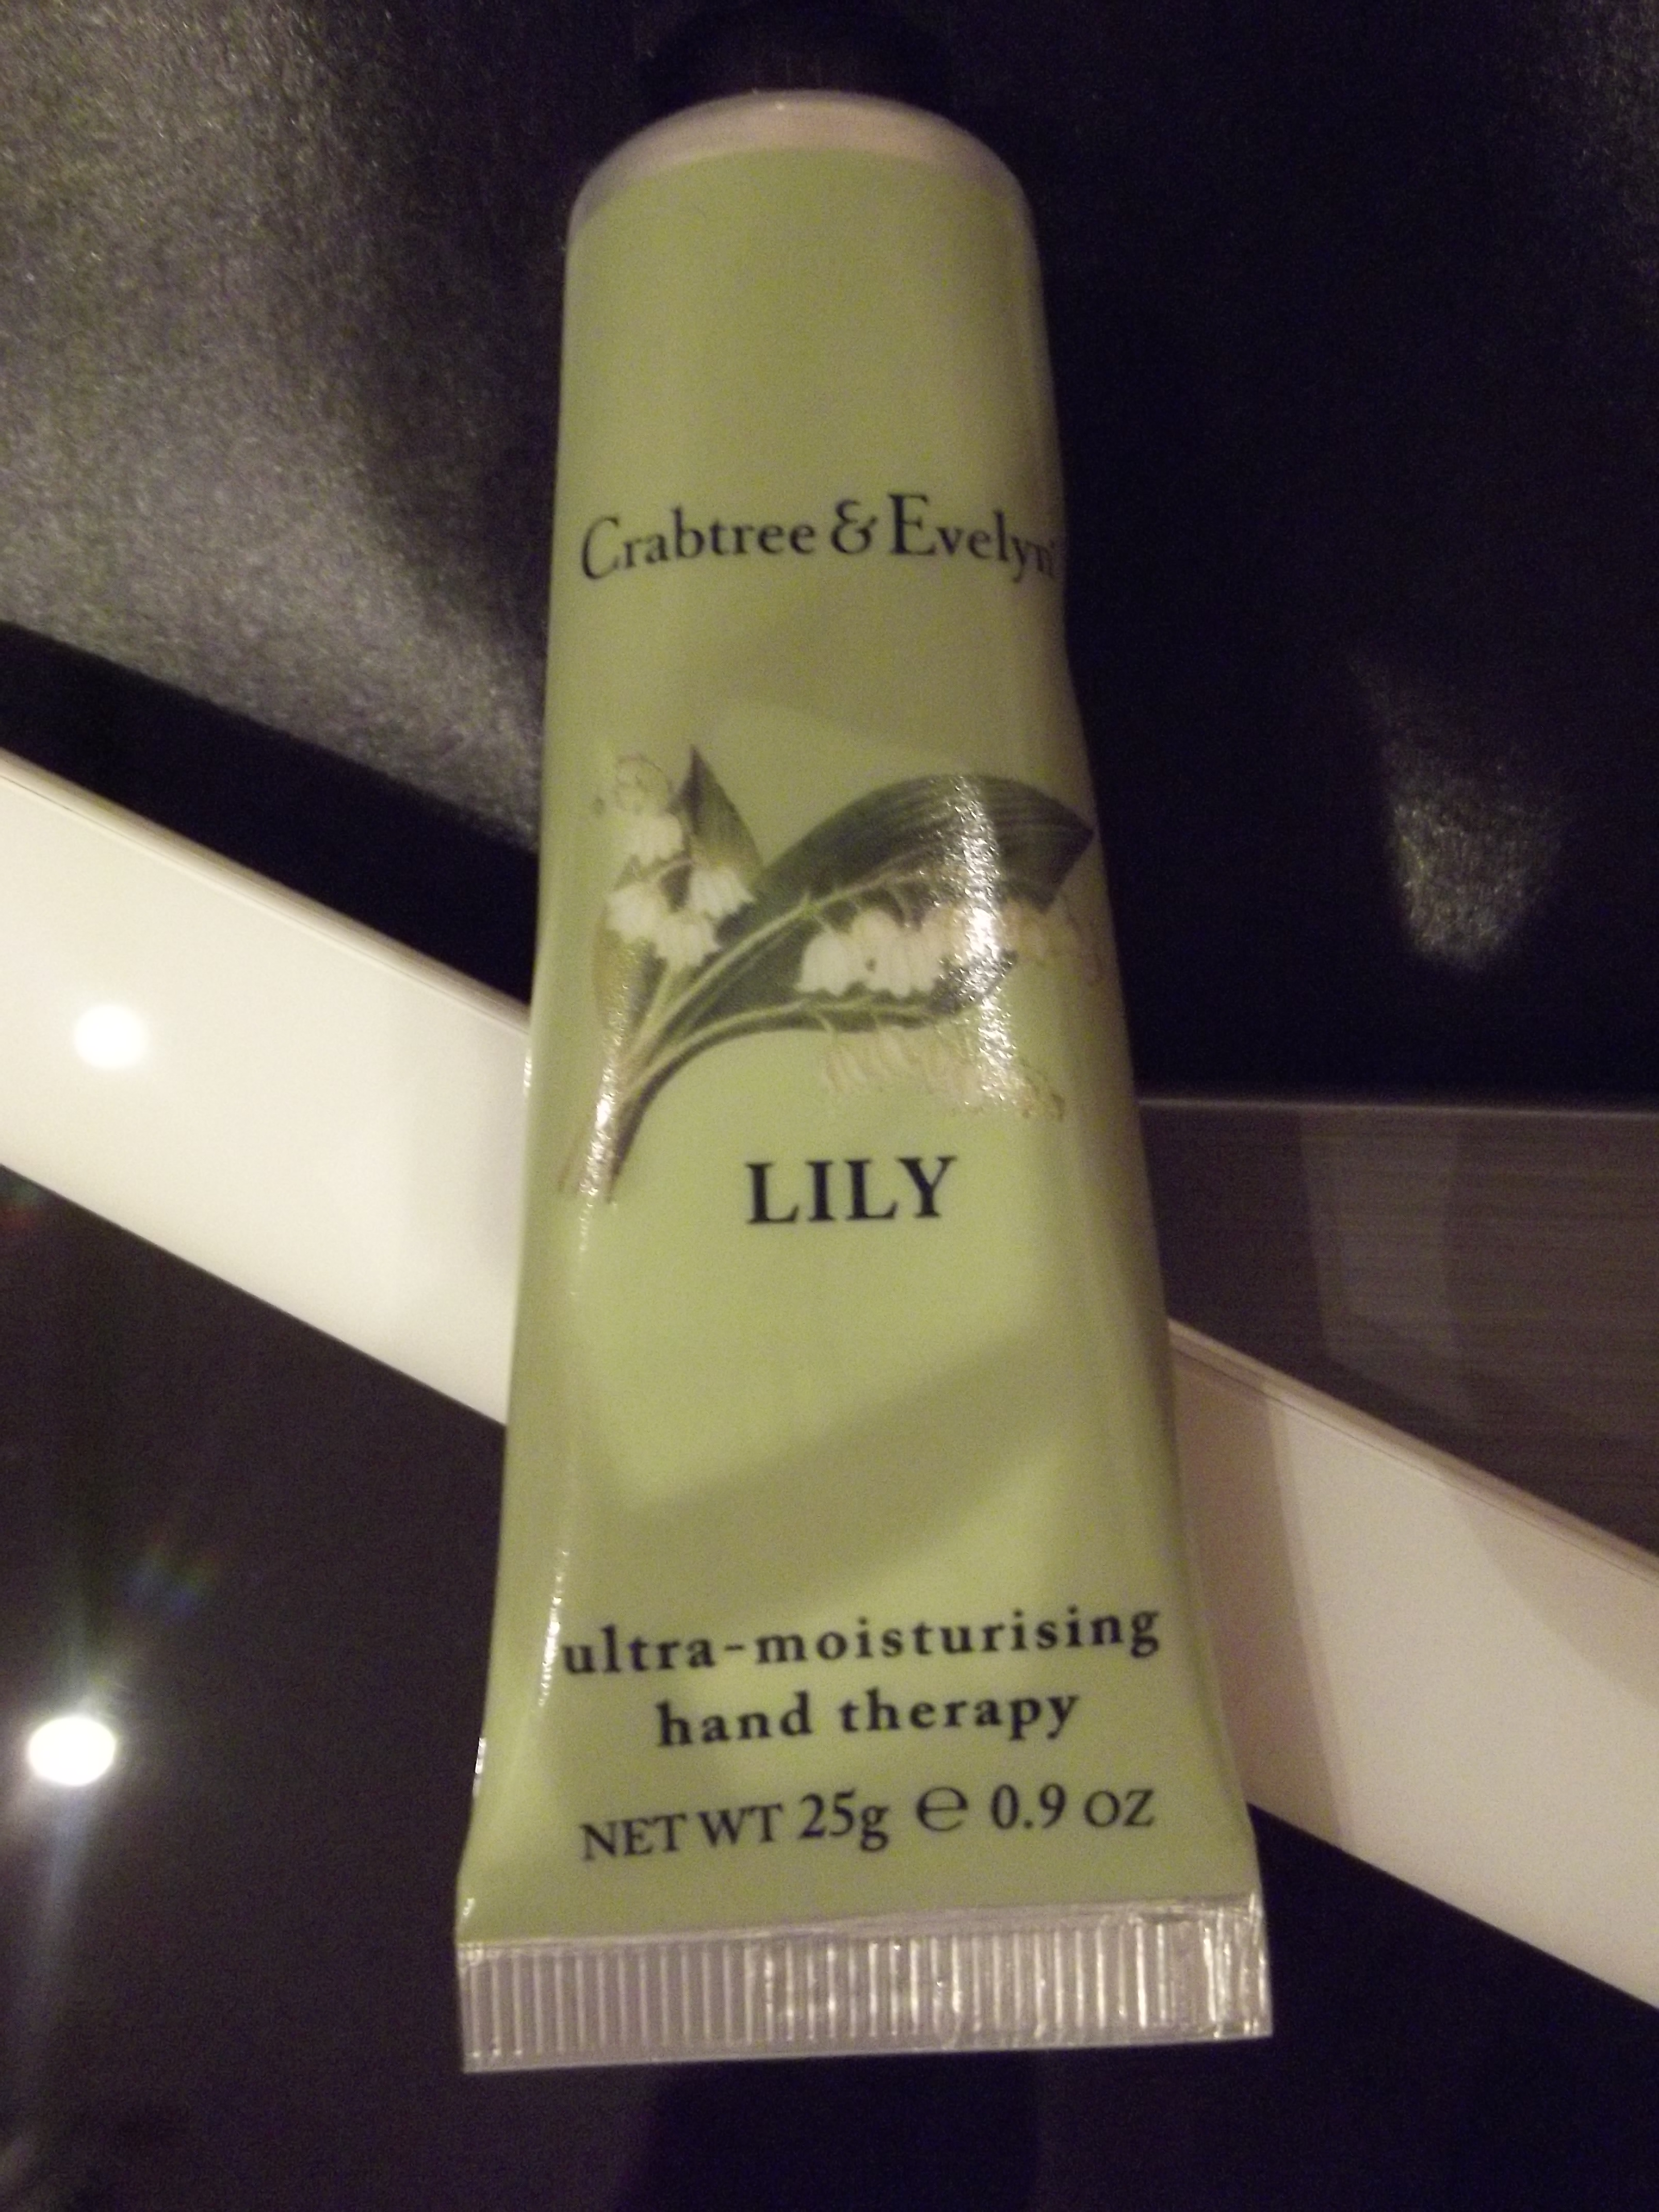 Crabtree & Evelyn
LILY
ultra-moisturising
hand therapy
NET WT 25g ℮ 0.9 OZ